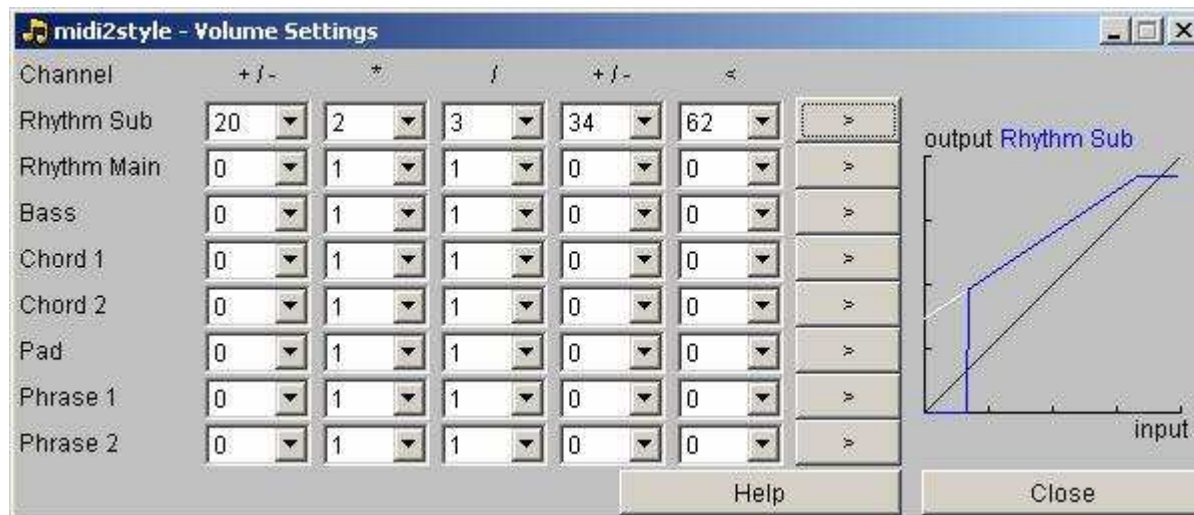 midi2style - Volume Settings
Channel + / - * / + / - <
Rhythm Sub 20 2 3 34 62 >
Rhythm Main 0 1 1 0 0 >
Bass 0 1 1 0 0 >
Chord 1 0 1 1 0 0 >
Chord 2 0 1 1 0 0 >
Pad 0 1 1 0 0 >
Phrase 1 0 1 1 0 0 >
Phrase 2 0 1 1 0 0 >
output Rhythm Sub
input
Help Close